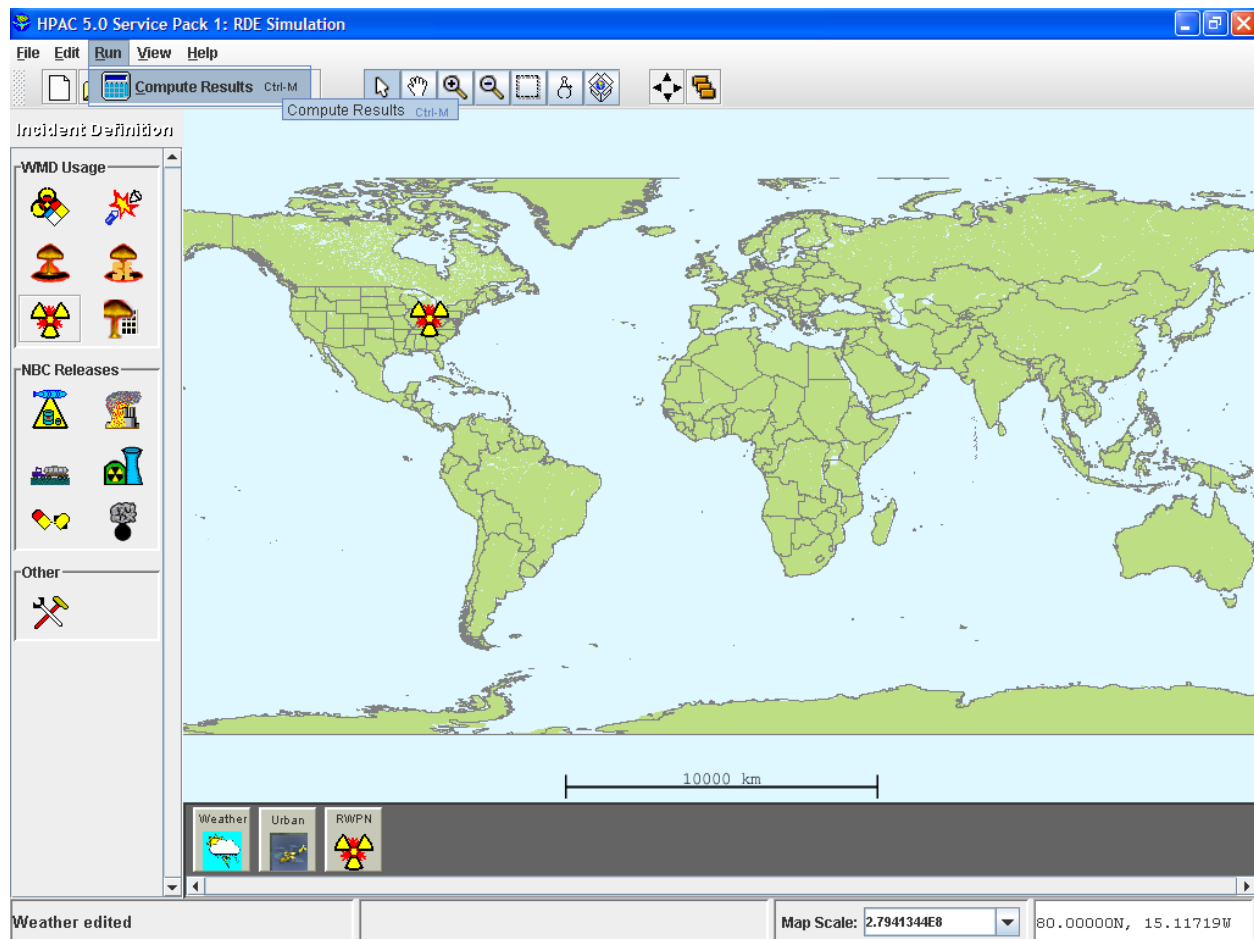 HPAC 5.0 Service Pack 1: RDE Simulation
File Edit Run View Help
Compute Results Ctrl-M
Compute Results Ctrl-M
Incident Definition
WMD Usage
NBC Releases
Other
10000 km
Weather Urban RWPN
Weather edited
Map Scale: 2.7941344E8
80.00000N, 15.11719W